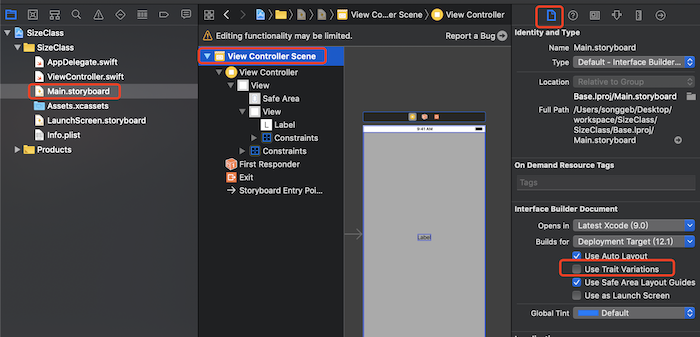 View Co...er Scene
View Controller
SizeClass
SizeClass
AppDelegate.swift
ViewController.swift
Main.storyboard
Assets.xcassets
LaunchScreen.storyboard
Info.plist
Products
Editing functionality may be limited.
Report a Bug
View Controller Scene
View Controller
View
Safe Area
View
L Label
Constraints
Constraints
First Responder
Exit
Storyboard Entry Poi...
9:41 AM
Label
Identity and Type
Name Main.storyboard
Type Default - Interface Builder...
Location Relative to Group
Base.lproj/Main.storyboard
Full Path /Users/songgeb/Desktop/
workspace/SizeClass/
SizeClass/Base.lproj/
Main.storyboard
On Demand Resource Tags
Tags
Interface Builder Document
Opens in Latest Xcode (9.0)
Builds for Deployment Target (12.1)
Use Auto Layout
Use Trait Variations
Use Safe Area Layout Guides
Use as Launch Screen
Global Tint Default